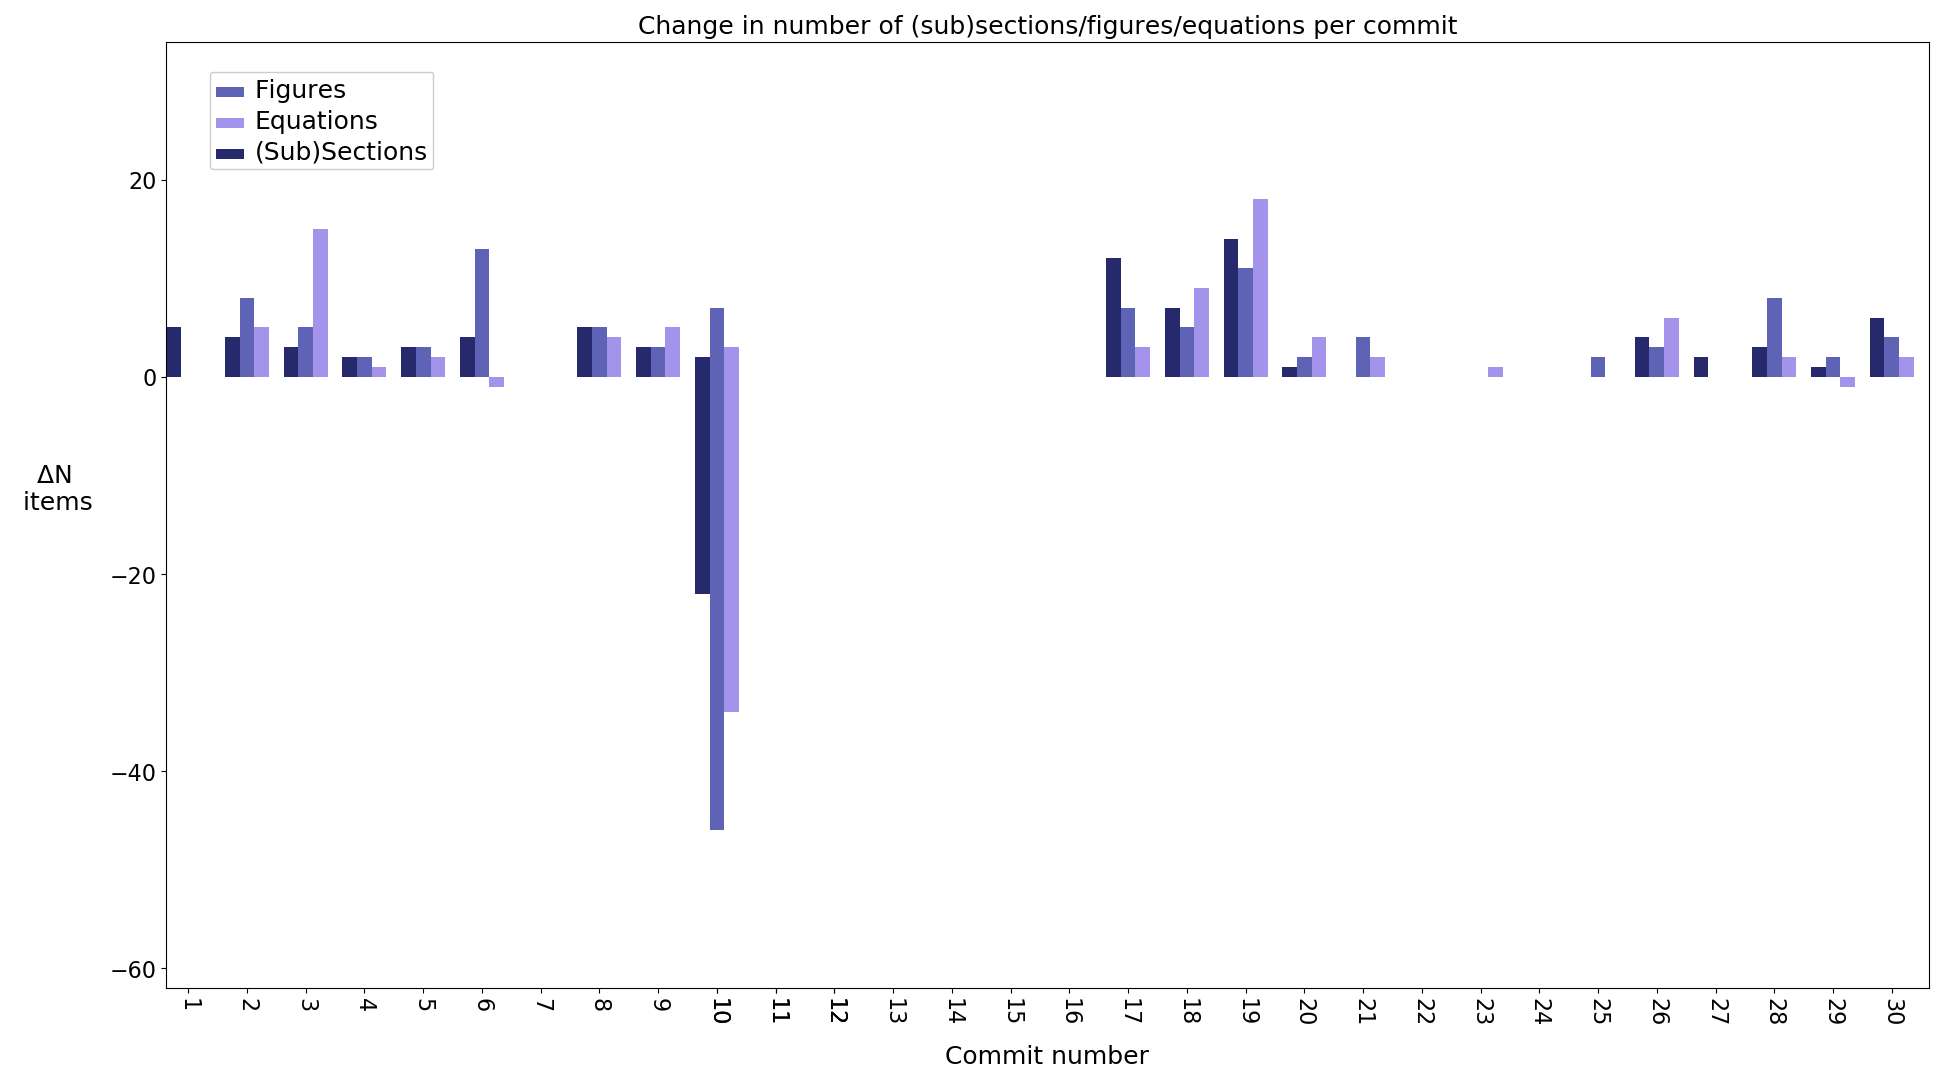 Change in number of (sub)sections/figures/equations per commit
Figures
Equations
(Sub)Sections
20
0
−20
−40
−60
ΔN
items
1 2 3 4 5 6 7 8 9 10 11 12 13 14 15 16 17 18 19 20 21 22 23 24 25 26 27 28 29 30
Commit number